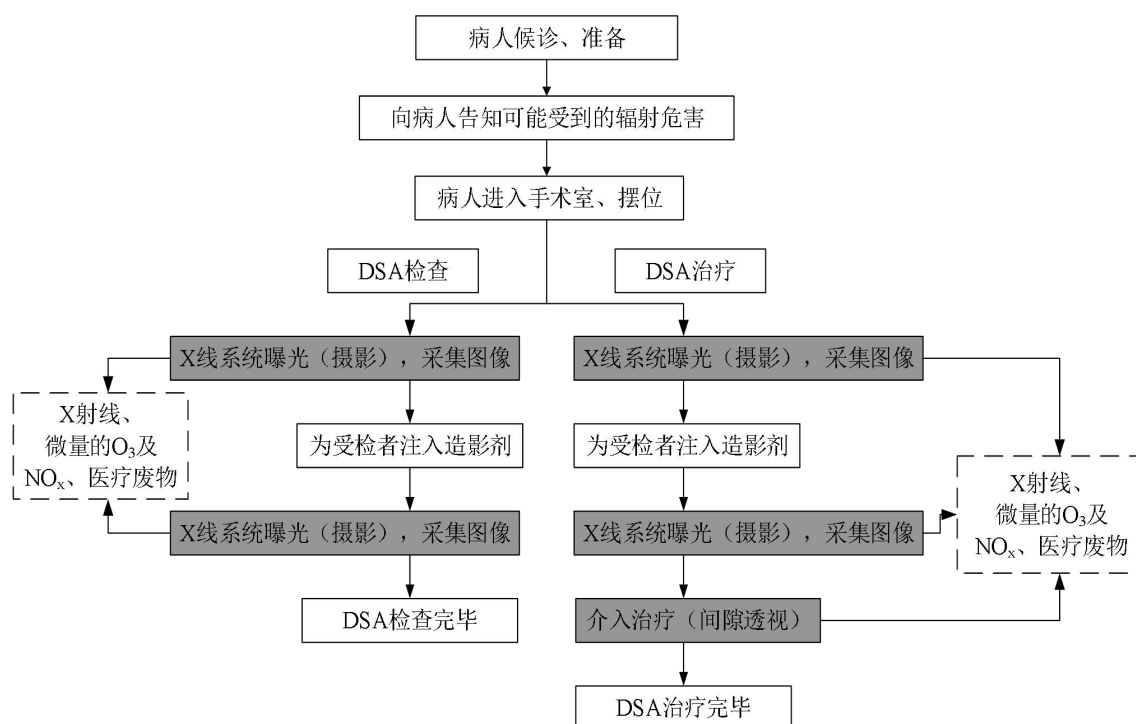 病人候诊、准备
向病人告知可能受到的辐射危害
病人进入手术室、摆位
DSA检查
DSA治疗
X线系统曝光（摄影），采集图像
X线系统曝光（摄影），采集图像
X射线、
微量的O₃及
NOₓ、医疗废物
为受检者注入造影剂
为受检者注入造影剂
X射线、
微量的O₃及
NOₓ、医疗废物
X线系统曝光（摄影），采集图像
X线系统曝光（摄影），采集图像
DSA检查完毕
介入治疗（间隙透视）
DSA治疗完毕